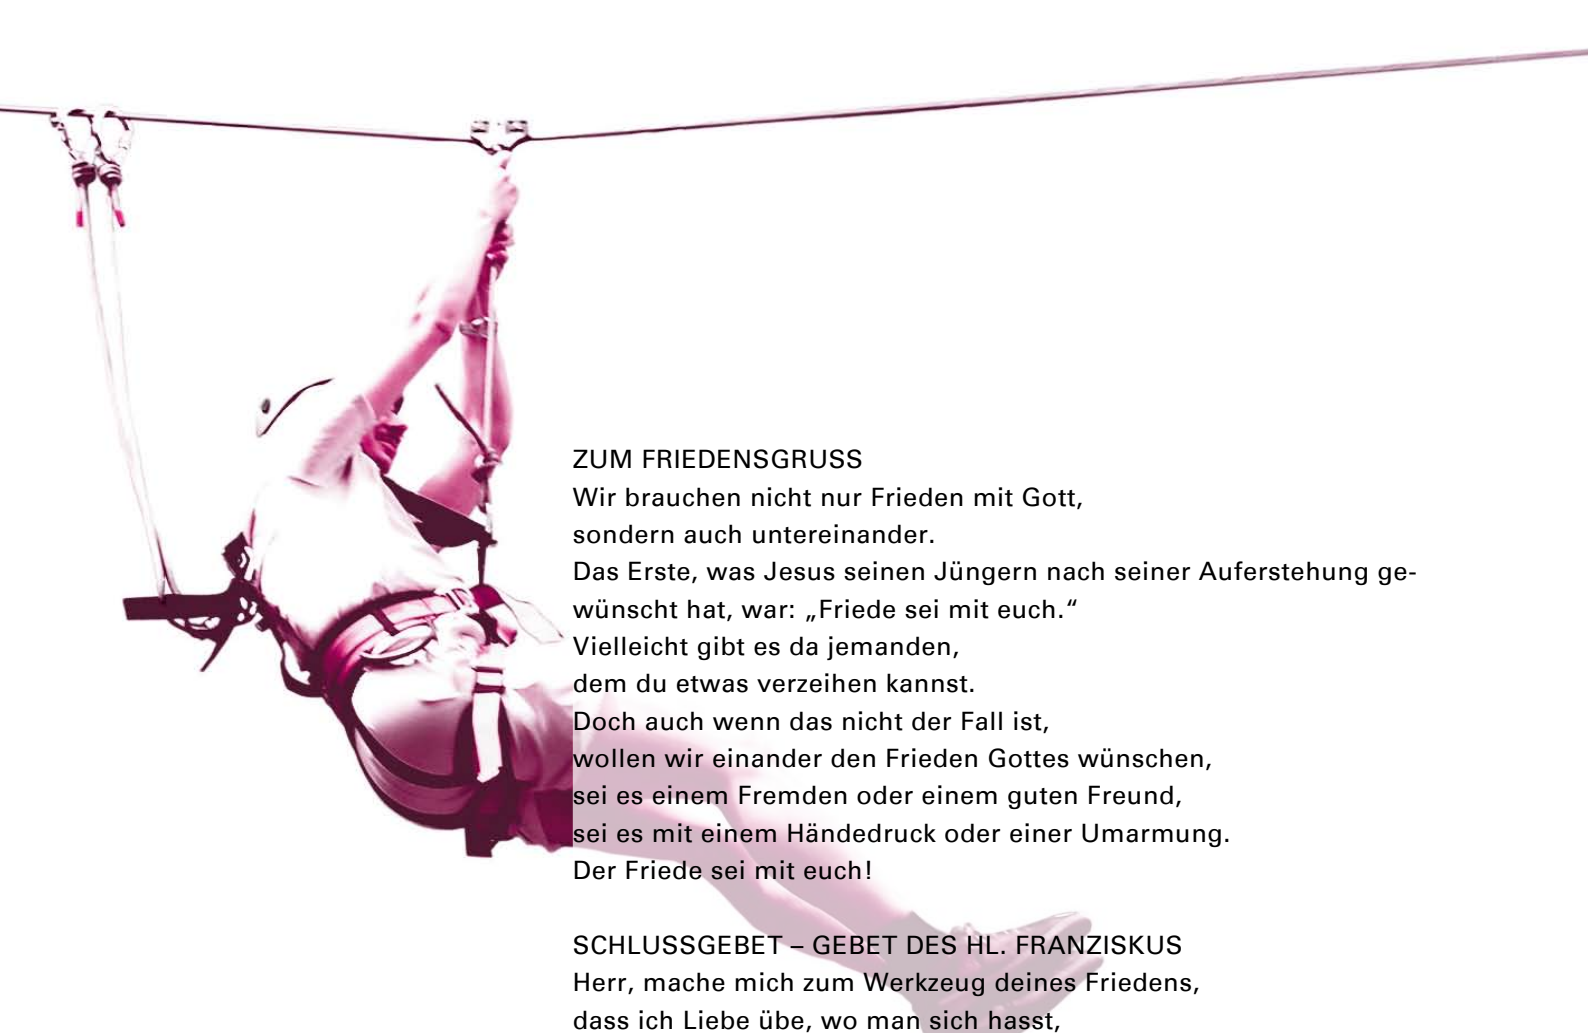 ZUM FRIEDENSGRUSS
Wir brauchen nicht nur Frieden mit Gott,
sondern auch untereinander.
Das Erste, was Jesus seinen Jüngern nach seiner Auferstehung ge-
wünscht hat, war: „Friede sei mit euch.“
Vielleicht gibt es da jemanden,
dem du etwas verzeihen kannst.
Doch auch wenn das nicht der Fall ist,
wollen wir einander den Frieden Gottes wünschen,
sei es einem Fremden oder einem guten Freund,
sei es mit einem Händedruck oder einer Umarmung.
Der Friede sei mit euch!
SCHLUSSGEBET – GEBET DES HL. FRANZISKUS
Herr, mache mich zum Werkzeug deines Friedens,
dass ich Liebe übe, wo man sich hasst,